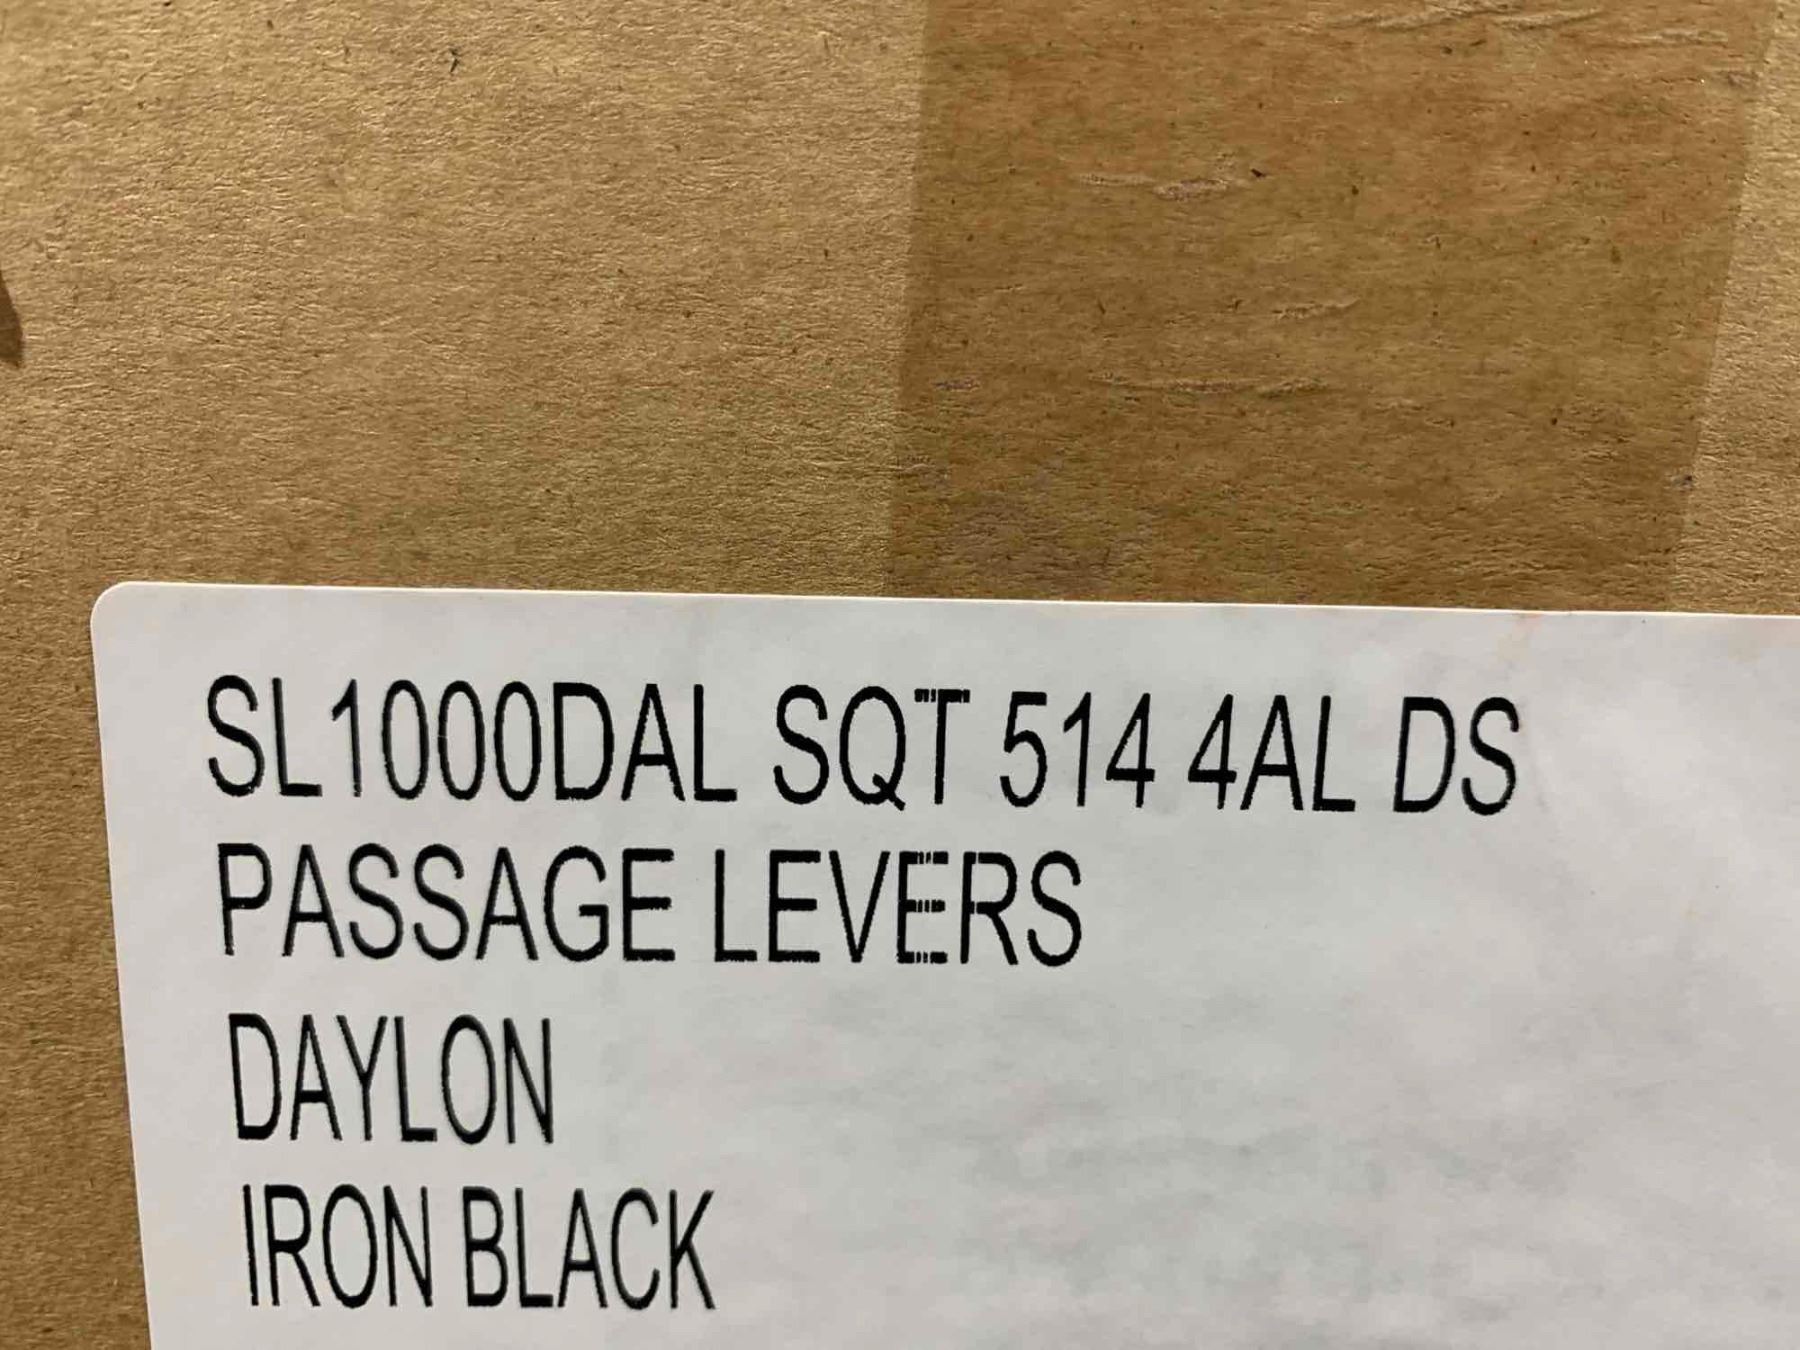 SL1000DAL SQT 514 4AL DS
PASSAGE LEVERS
DAYLON
IRON BLACK